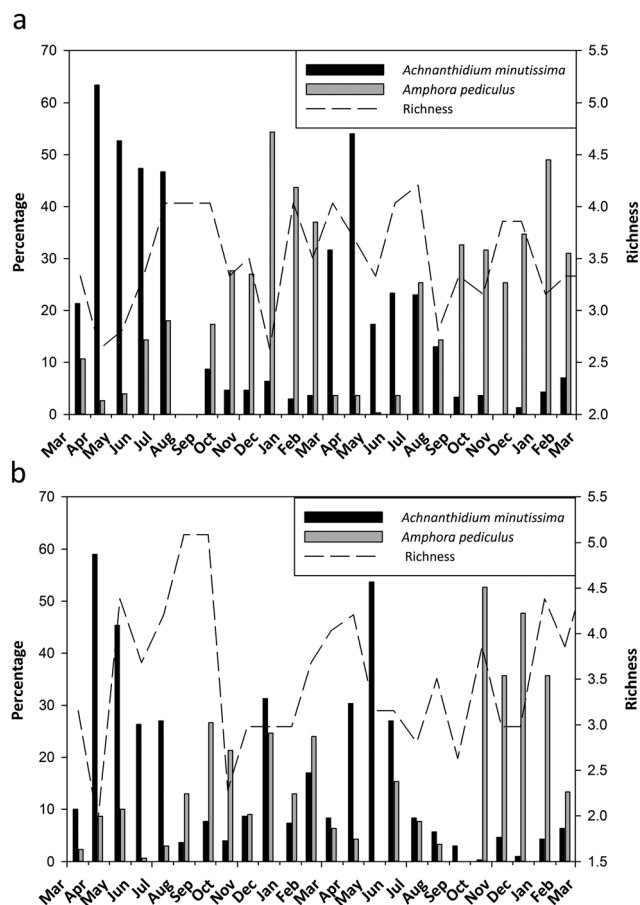 a
70
60
50
40
30
20
10
0
Percentage
5.5
5.0
4.5
4.0
3.5
3.0
2.5
2.0
Richness
Achnanthidium minutissima
Amphora pediculus
Richness
Mar Apr May Jun Jul Aug Sep Oct Nov Dec Jan Feb Mar Apr May Jun Jul Aug Sep Oct Nov Dec Jan Feb Mar
b
70
60
50
40
30
20
10
0
Percentage
5.5
5.0
4.5
4.0
3.5
3.0
2.5
2.0
1.5
Richness
Achnanthidium minutissima
Amphora pediculus
Richness
Mar Apr May Jun Jul Aug Sep Oct Nov Dec Jan Feb Mar Apr May Jun Jul Aug Sep Oct Nov Dec Jan Feb Mar